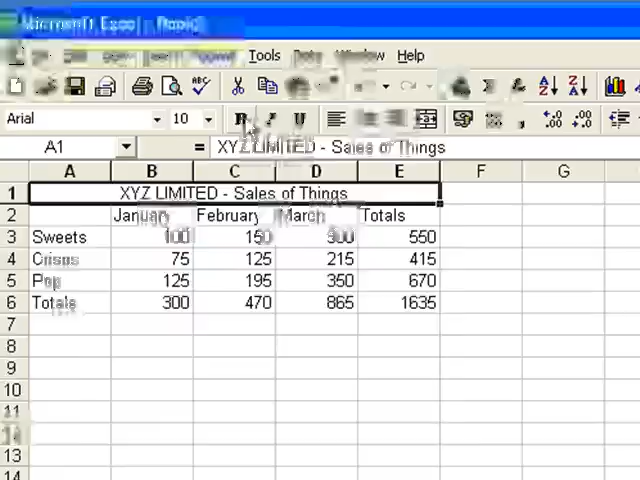 Microsoft Excel - Book2
Tools Window Help
Arial 10 B I U
A1 = XYZ LIMITED - Sales of Things
A B C D E F G
1 XYZ LIMITED - Sales of Things
2 January February March Totals
3 Sweets 100 150 300 550
4 Crisps 75 125 215 415
5 Pop 125 195 350 670
6 Totals 300 470 865 1635
7
8
9
10
11
12
13
14